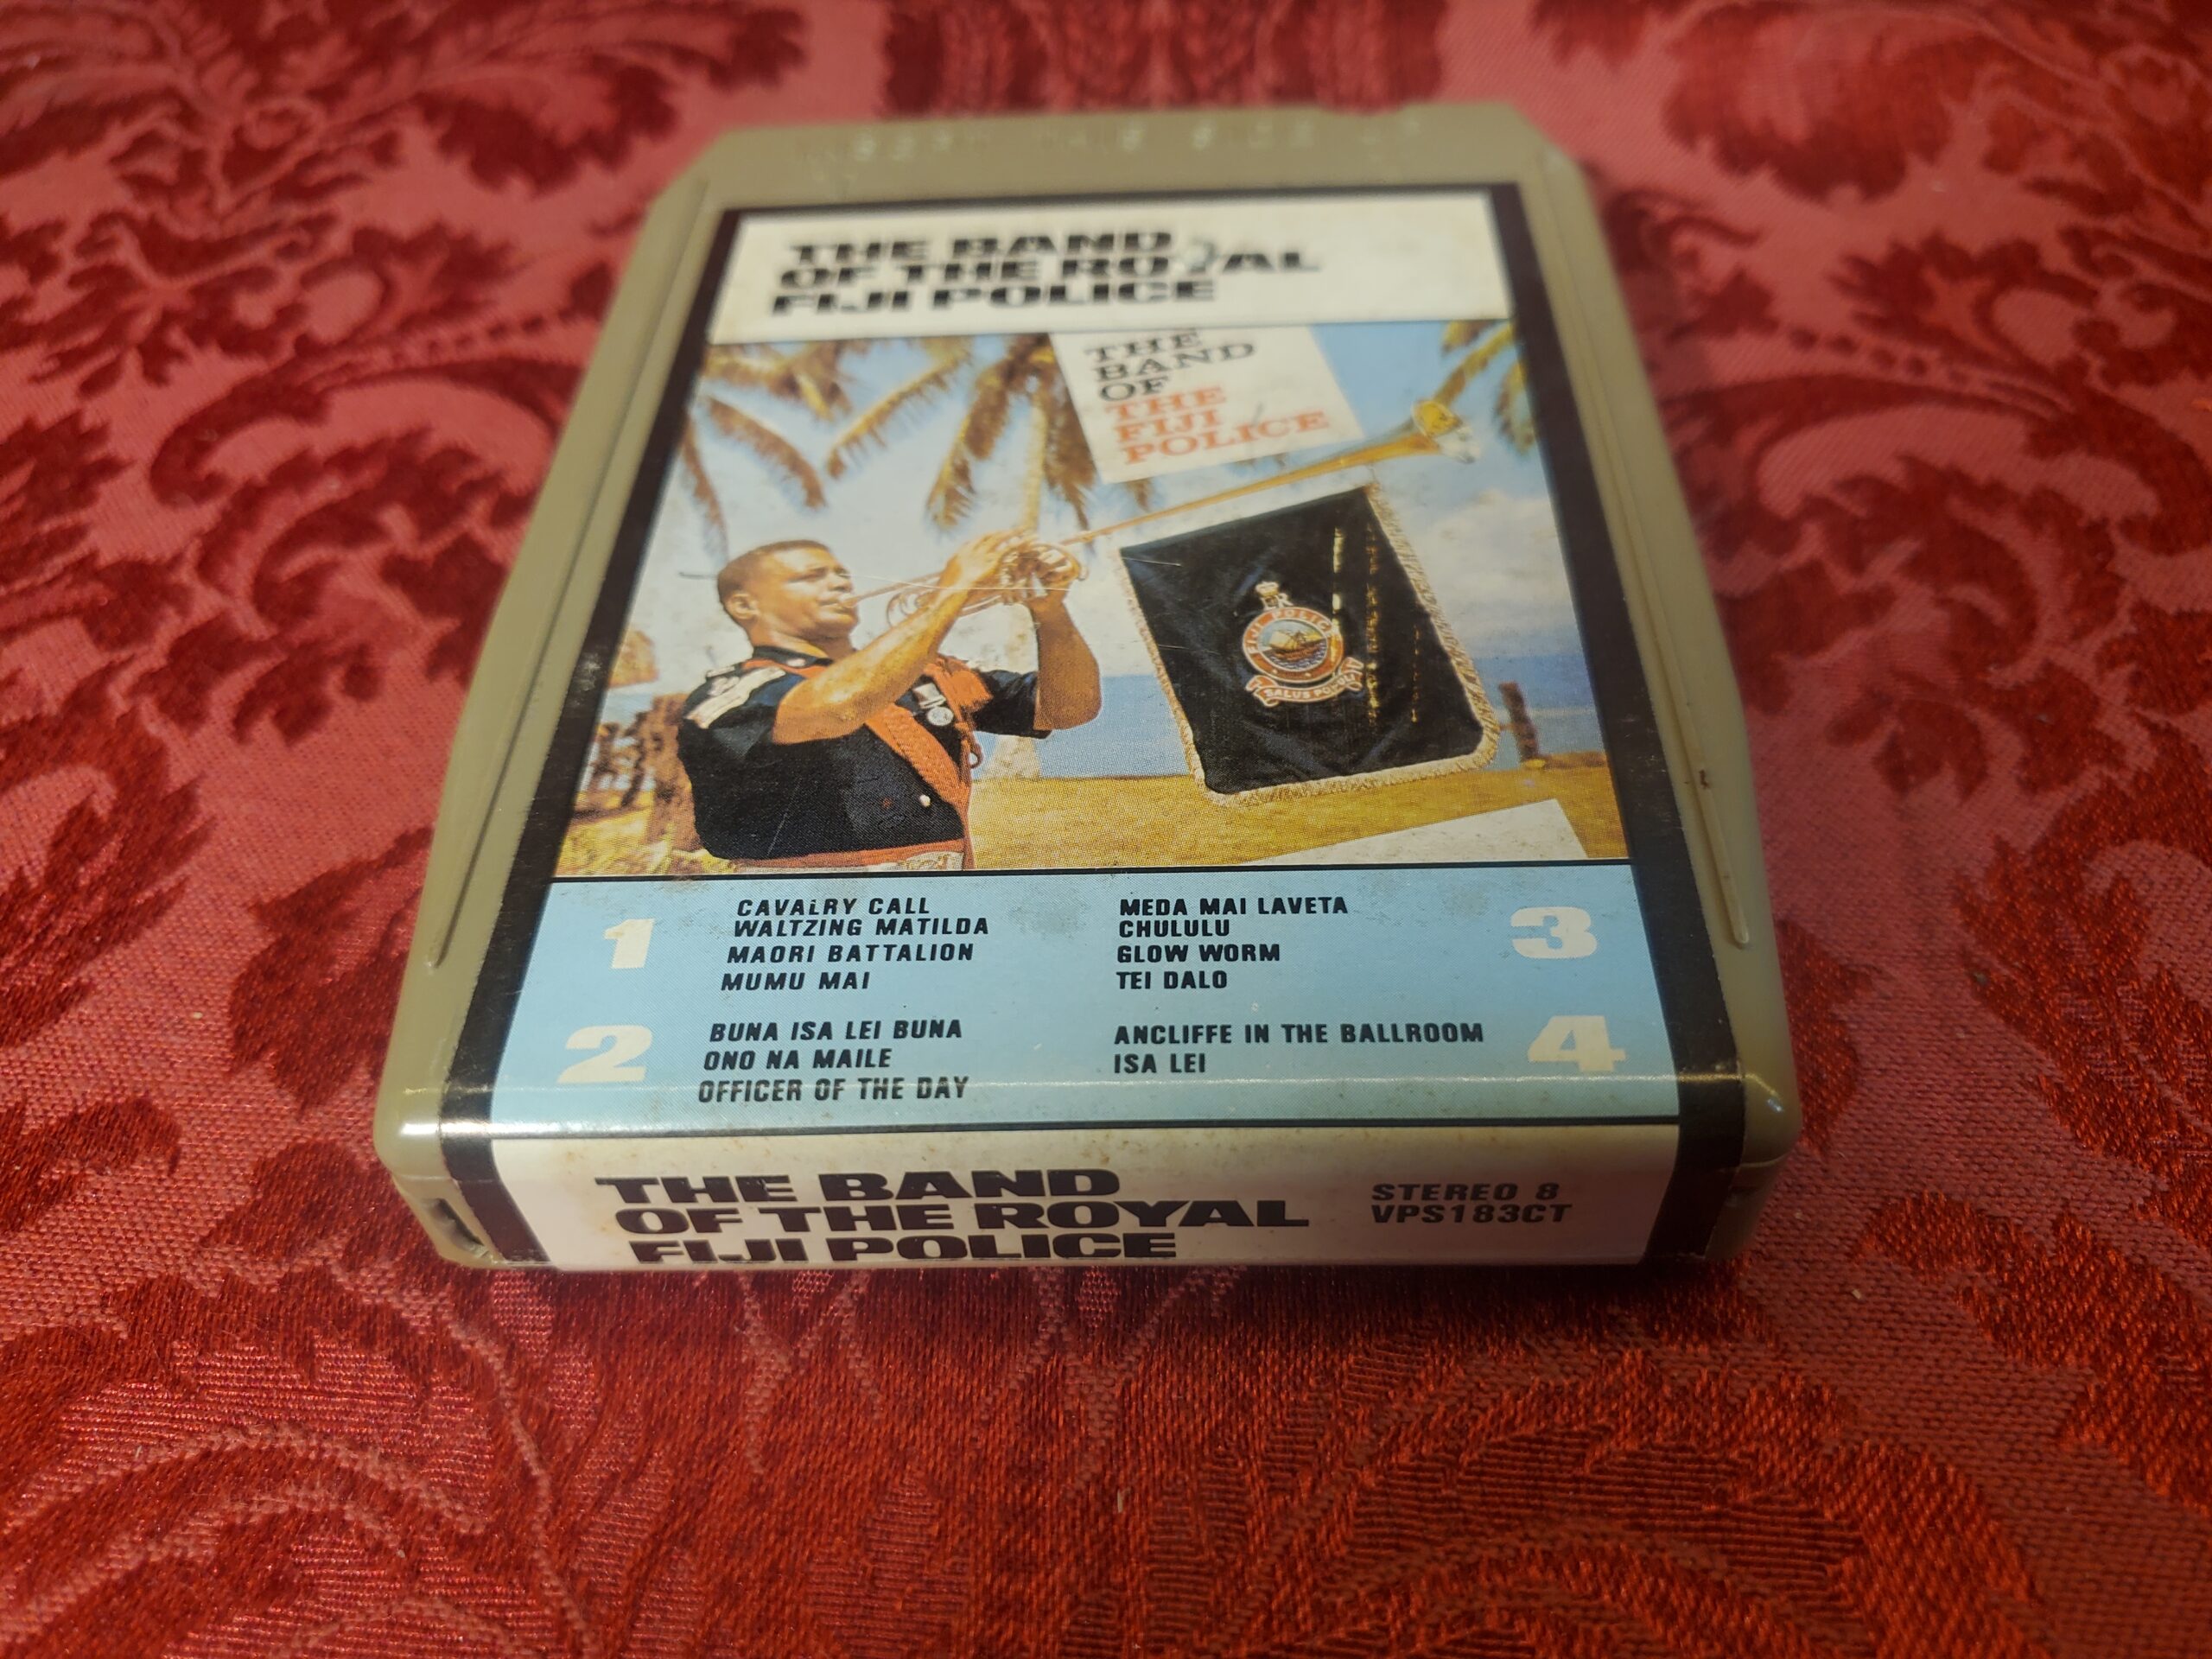 THE BAND
OF THE ROYAL
FIJI POLICE
THE
BAND
OF
THE
FIJI
POLICE
FIJI POLICE
SALUS POPULI
1
CAVALRY CALL
WALTZING MATILDA
MAORI BATTALION
MUMU MAI
2
BUNA ISA LEI BUNA
ONO NA MAILE
OFFICER OF THE DAY
MEDA MAI LAVETA
CHULULU
GLOW WORM
TEI DALO
3
ANCLIFFE IN THE BALLROOM
ISA LEI
4
THE BAND
OF THE ROYAL
FIJI POLICE
STEREO 8
VPS183CT